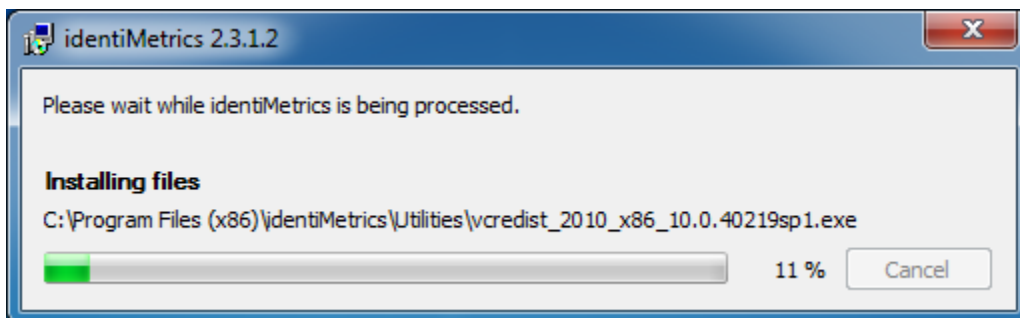 identiMetrics 2.3.1.2
Please wait while identiMetrics is being processed.
Installing files
C:\Program Files (x86)\identiMetrics\Utilities\vcredist_2010_x86_10.0.40219sp1.exe
11 % Cancel